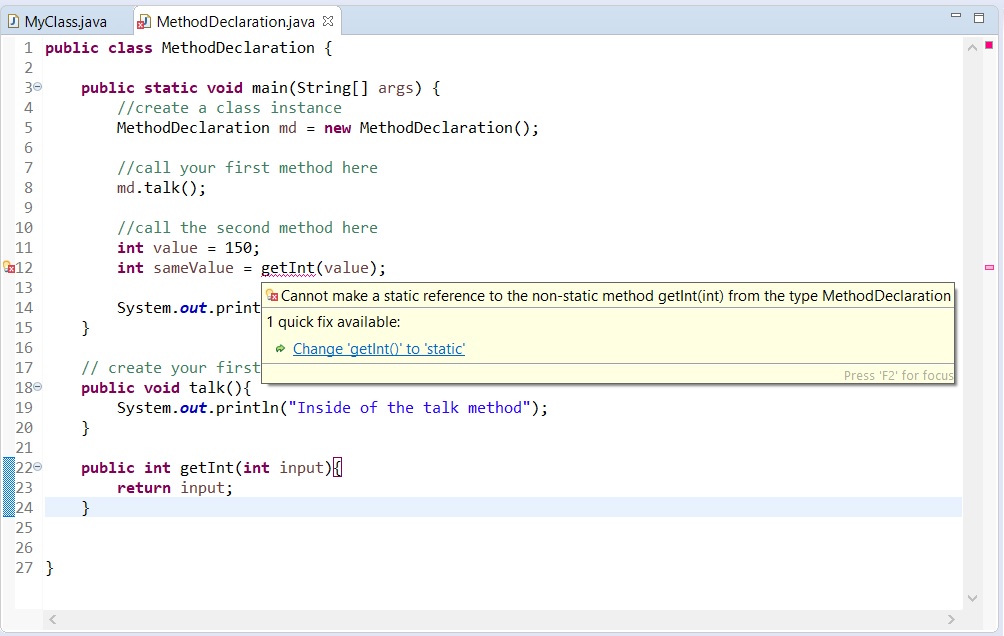 MyClass.java MethodDeclaration.java
1 public class MethodDeclaration {
2
3 public static void main(String[] args) {
4 //create a class instance
5 MethodDeclaration md = new MethodDeclaration();
6
7 //call your first method here
8 md.talk();
9
10 //call the second method here
11 int value = 150;
12 int sameValue = getInt(value);
13
Cannot make a static reference to the non-static method getInt(int) from the type MethodDeclaration
14 System.out.print
1 quick fix available:
15 }
Change 'getInt()' to 'static'
16
17 // create your first
Press 'F2' for focus
18 public void talk(){
19 System.out.println("Inside of the talk method");
20 }
21
22 public int getInt(int input){
23 return input;
24 }
25
26
27 }